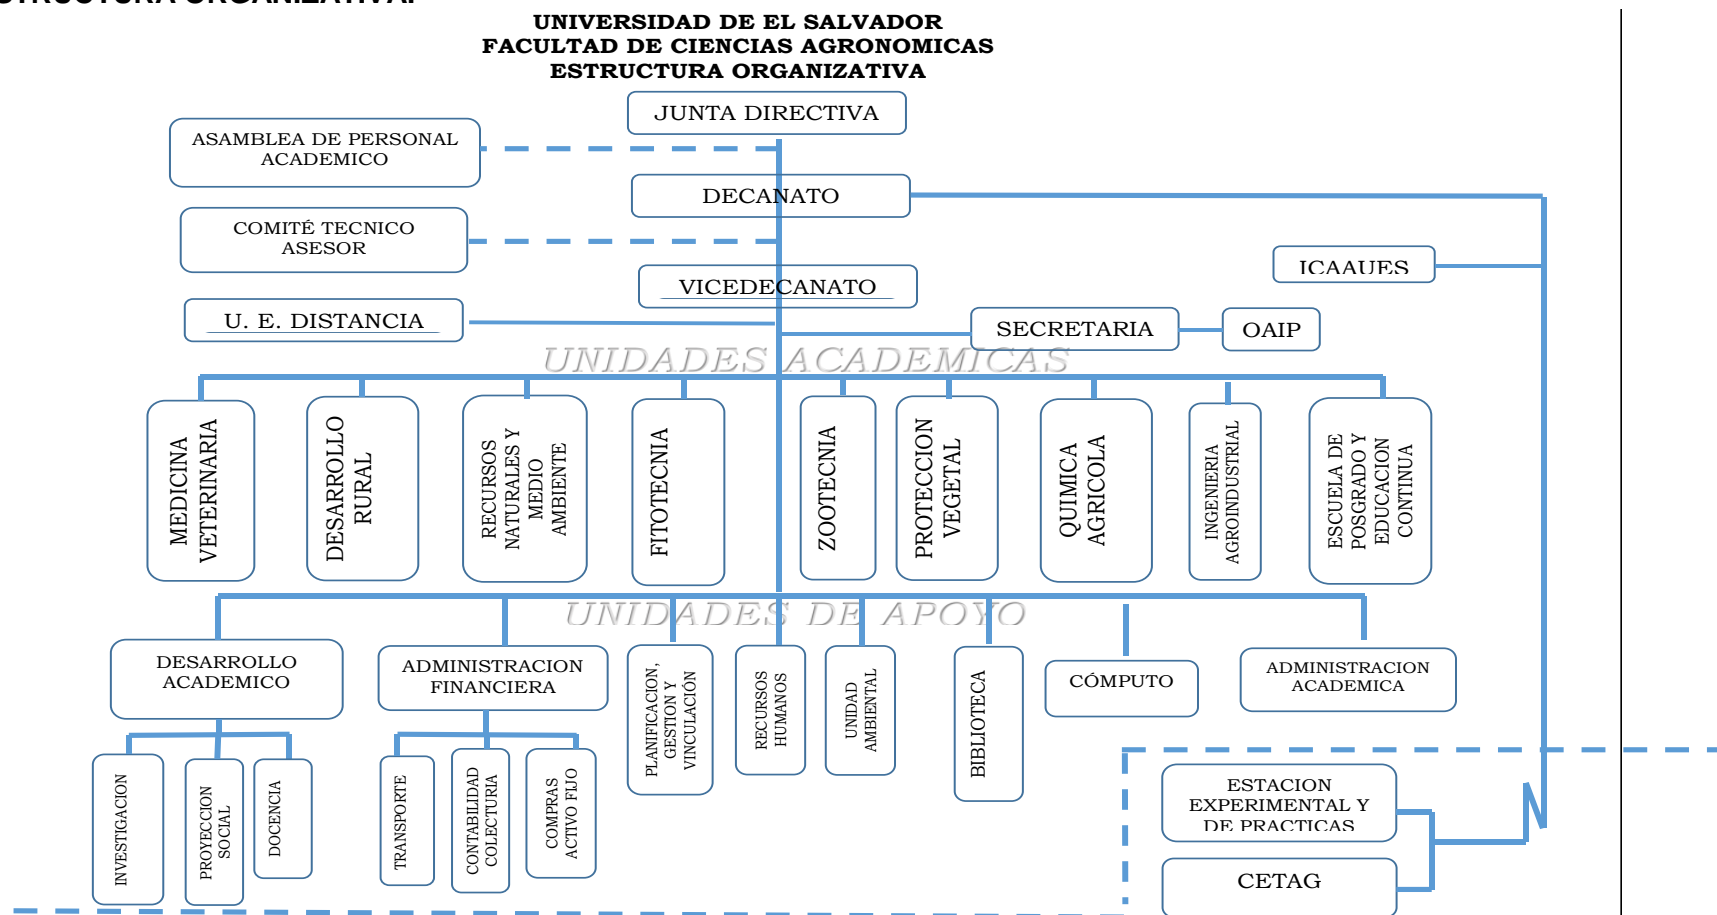 ESTRUCTURA ORGANIZATIVA.
UNIVERSIDAD DE EL SALVADOR
FACULTAD DE CIENCIAS AGRONOMICAS
ESTRUCTURA ORGANIZATIVA
JUNTA DIRECTIVA
ASAMBLEA DE PERSONAL
ACADEMICO
DECANATO
COMITÉ TECNICO
ASESOR
ICAAUES
VICEDECANATO
U. E. DISTANCIA
SECRETARIA
OAIP
UNIDADES ACADEMICAS
MEDICINA
VETERINARIA
DESARROLLO
RURAL
RECURSOS
NATURALES Y
MEDIO
AMBIENTE
FITOTECNIA
ZOOTECNIA
PROTECCION
VEGETAL
QUIMICA
AGRICOLA
INGENIERIA
AGROINDUSTRIAL
ESCUELA DE
POSGRADO Y
EDUCACION
CONTINUA
UNIDADES DE APOYO
DESARROLLO
ACADEMICO
ADMINISTRACION
FINANCIERA
PLANIFICACION,
GESTION Y
VINCULACIÓN
RECURSOS
HUMANOS
UNIDAD
AMBIENTAL
BIBLIOTECA
CÓMPUTO
ADMINISTRACION
ACADEMICA
INVESTIGACION
PROYECCION
SOCIAL
DOCENCIA
TRANSPORTE
CONTABILIDAD
COLECTURIA
COMPRAS
ACTIVO FIJO
ESTACION
EXPERIMENTAL Y
DE PRACTICAS
CETAG